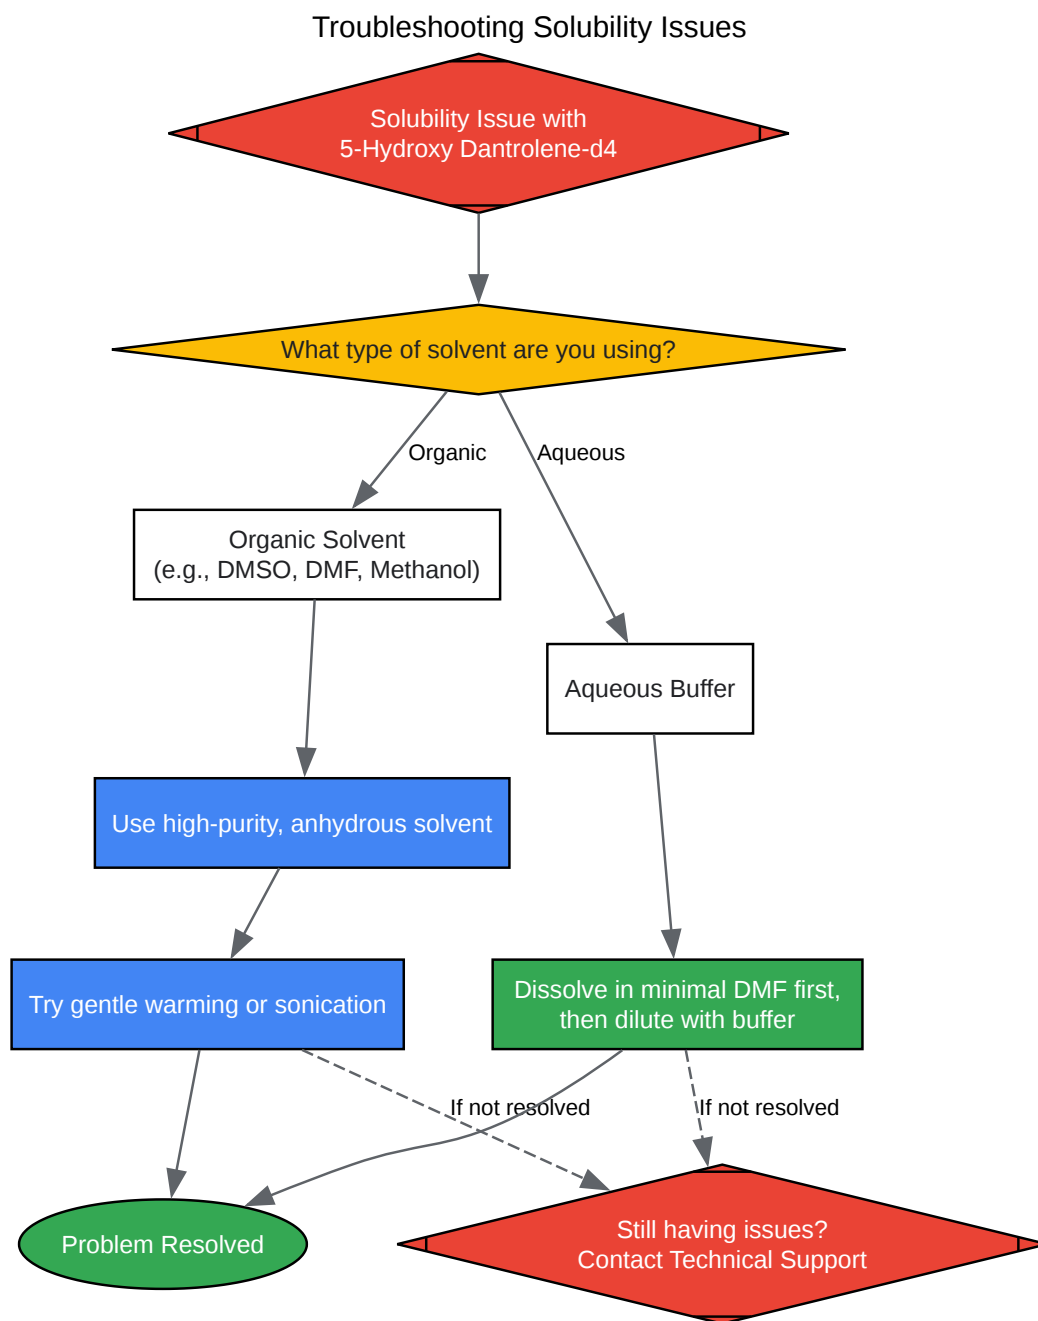 Troubleshooting Solubility Issues
Solubility Issue with
5-Hydroxy Dantrolene-d4
What type of solvent are you using?
Organic
Aqueous
Organic Solvent
(e.g., DMSO, DMF, Methanol)
Aqueous Buffer
Use high-purity, anhydrous solvent
Try gentle warming or sonication
Dissolve in minimal DMF first,
then dilute with buffer
If not resolved
If not resolved
Problem Resolved
Still having issues?
Contact Technical Support